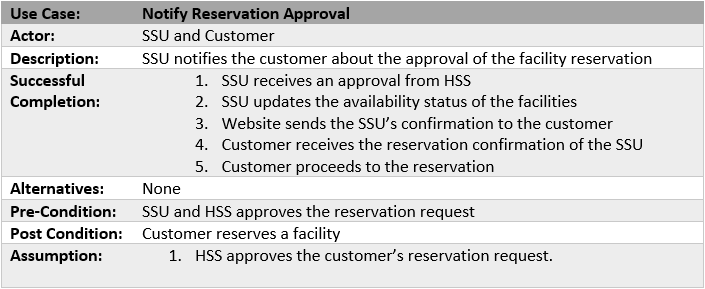 Use Case: Notify Reservation Approval
Actor: SSU and Customer
Description: SSU notifies the customer about the approval of the facility reservation
Successful 1. SSU receives an approval from HSS
Completion: 2. SSU updates the availability status of the facilities
3. Website sends the SSU's confirmation to the customer
4. Customer receives the reservation confirmation of the SSU
5. Customer proceeds to the reservation
Alternatives: None
Pre-Condition: SSU and HSS approves the reservation request
Post Condition: Customer reserves a facility
Assumption: 1. HSS approves the customer's reservation request.